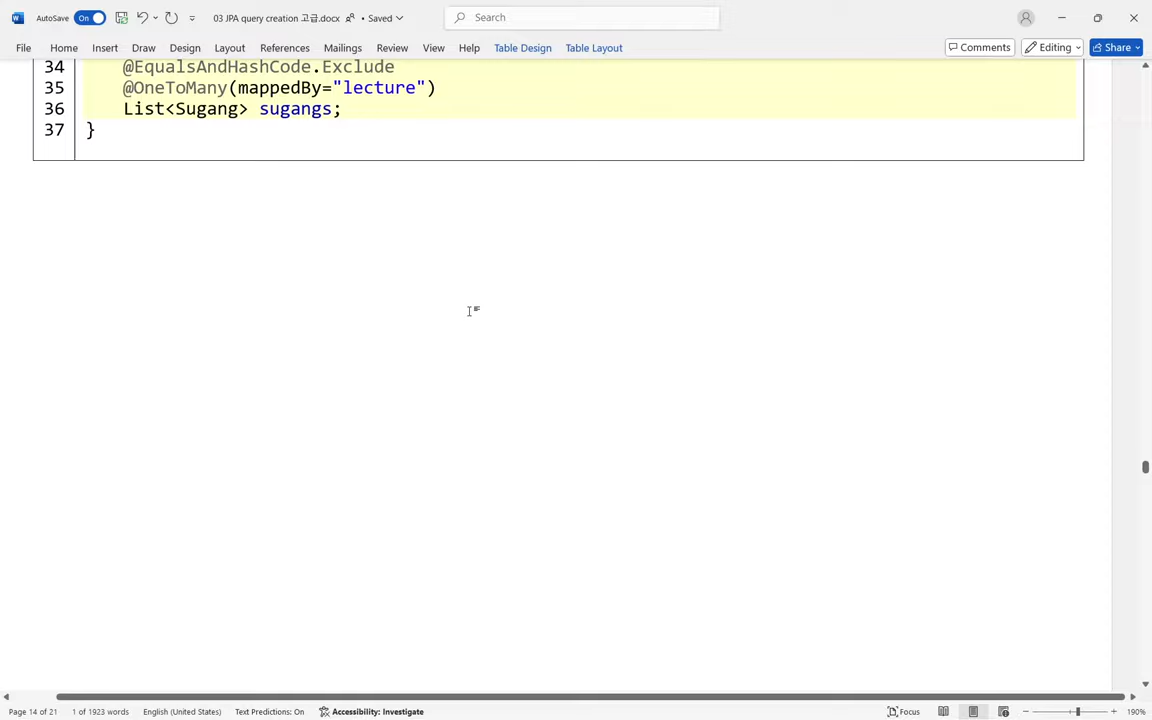 AutoSave On 03 JPA query creation 고급.docx • Saved Search
File Home Insert Draw Design Layout References Mailings Review View Help Table Design Table Layout Comments Editing Share
34 @EqualsAndHashCode.Exclude
35 @OneToMany(mappedBy="lecture")
36 List<Sugang> sugangs;
37 }
Page 14 of 21 1 of 1923 words English (United States) Text Predictions: On Accessibility: Investigate Focus 190%